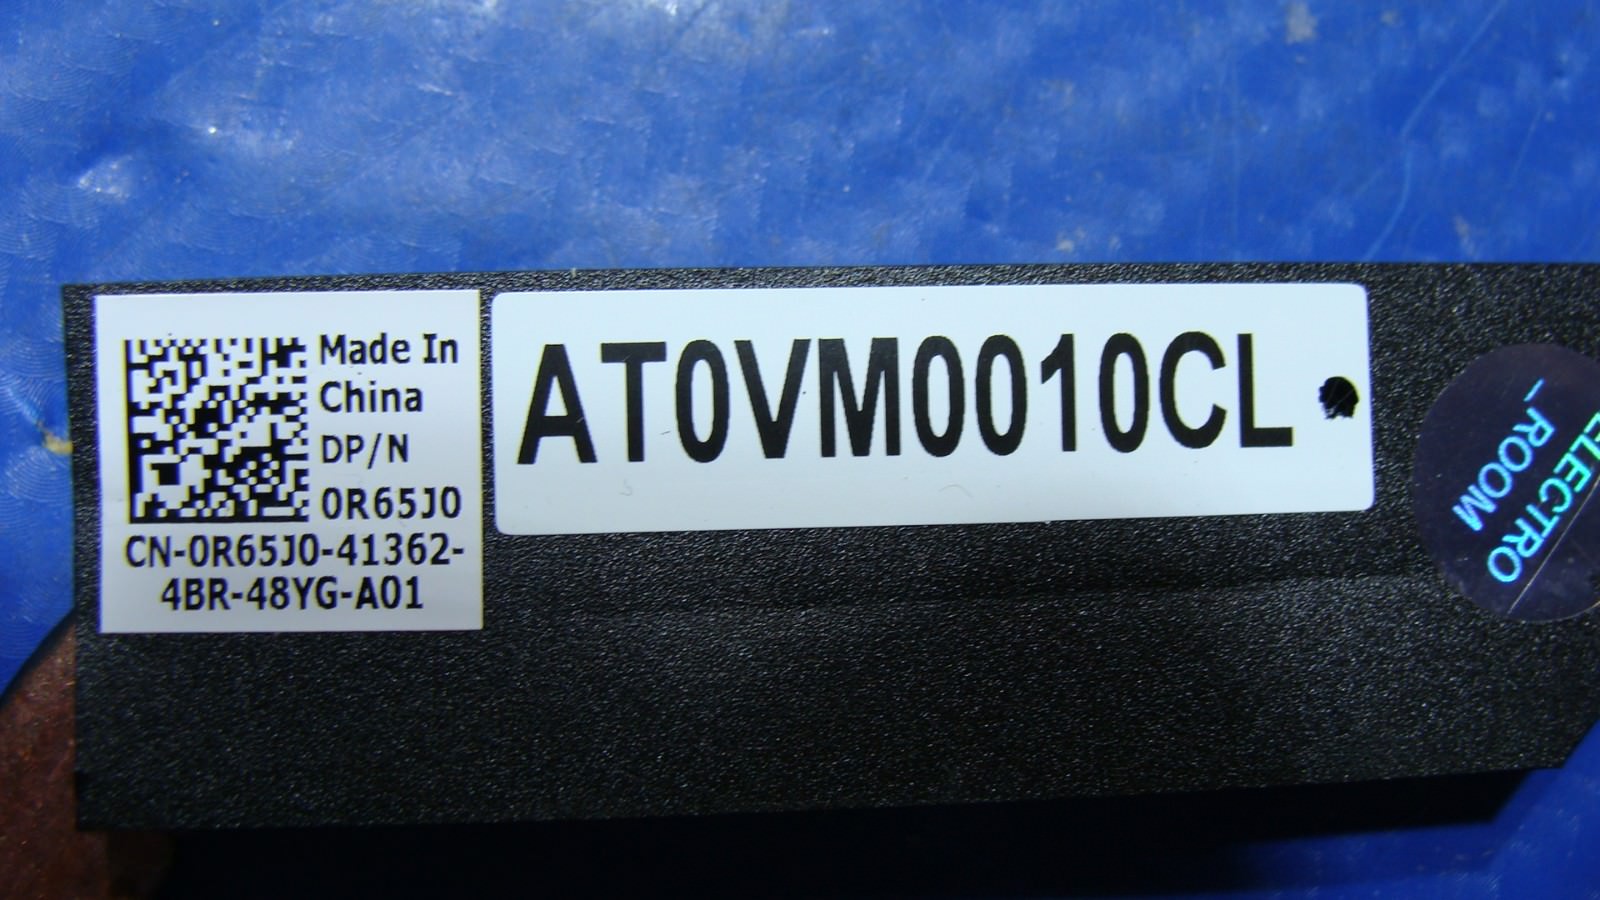 Made In
China
DP/N
0R65J0
CN-0R65J0-41362-
4BR-48YG-A01
AT0VM0010CL
ELECTRO
_ROOM